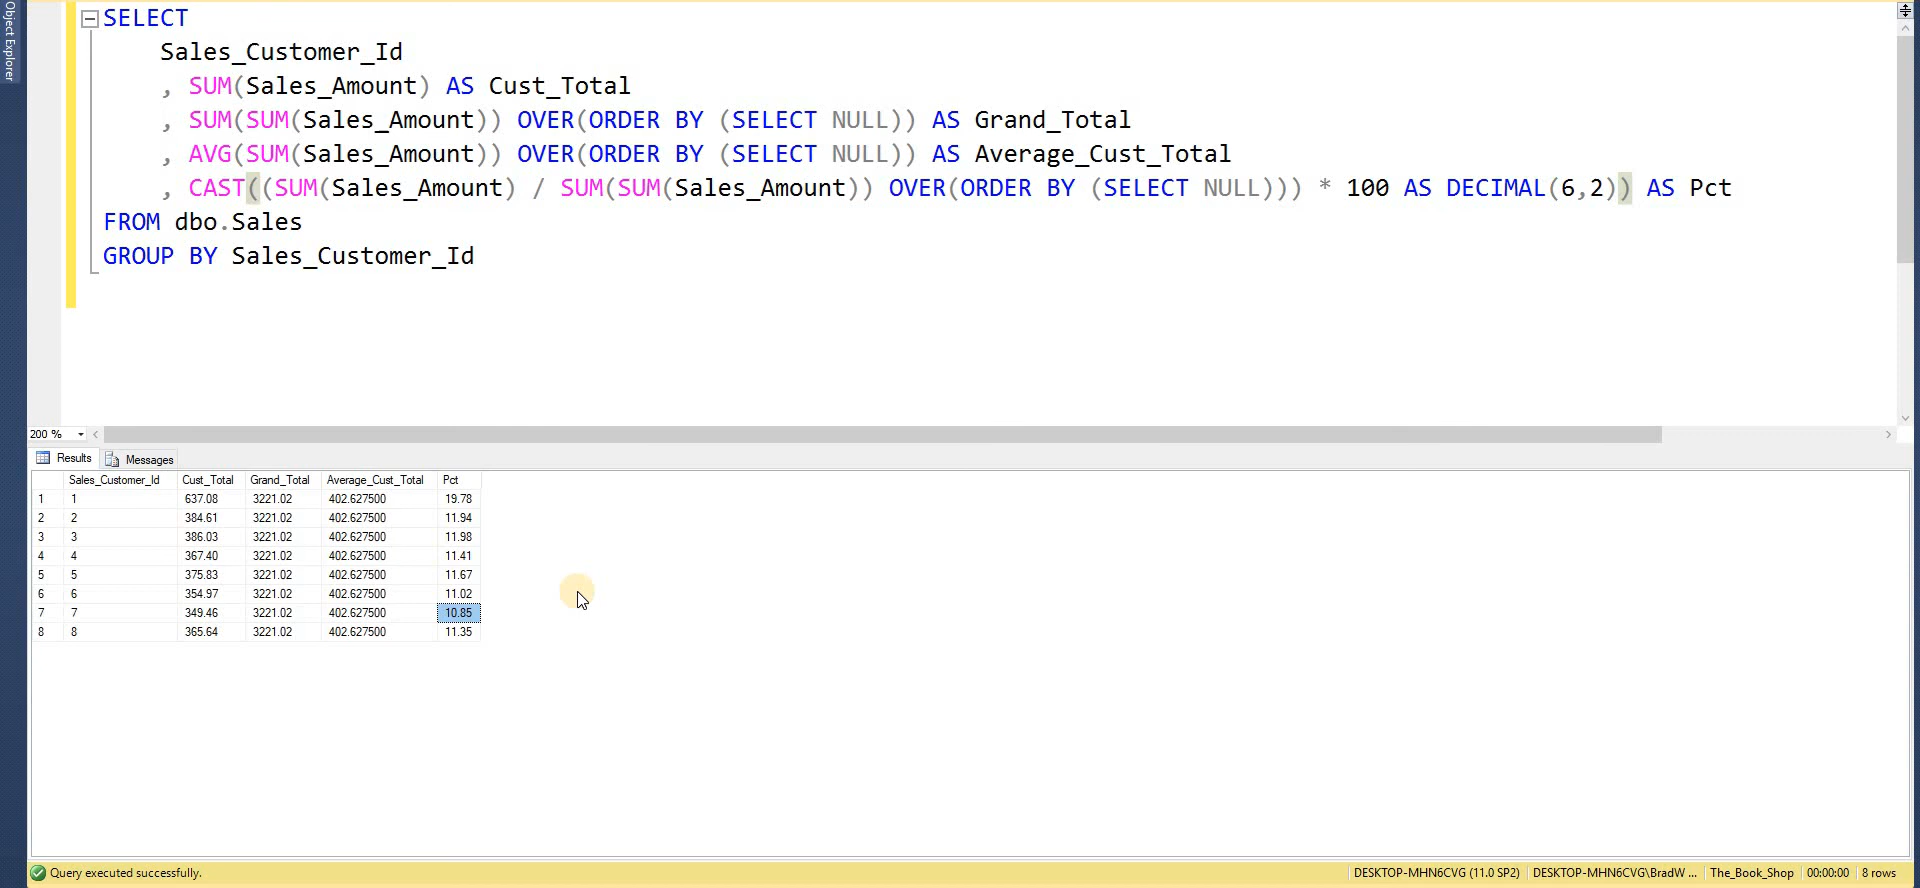 Object Explorer
SELECT
Sales_Customer_Id
, SUM(Sales_Amount) AS Cust_Total
, SUM(SUM(Sales_Amount)) OVER(ORDER BY (SELECT NULL)) AS Grand_Total
, AVG(SUM(Sales_Amount)) OVER(ORDER BY (SELECT NULL)) AS Average_Cust_Total
, CAST((SUM(Sales_Amount) / SUM(SUM(Sales_Amount)) OVER(ORDER BY (SELECT NULL))) * 100 AS DECIMAL(6,2)) AS Pct
FROM dbo.Sales
GROUP BY Sales_Customer_Id
200 %
Results Messages
Sales_Customer_Id Cust_Total Grand_Total Average_Cust_Total Pct
1 1 637.08 3221.02 402.627500 19.78
2 2 384.61 3221.02 402.627500 11.94
3 3 386.03 3221.02 402.627500 11.98
4 4 367.40 3221.02 402.627500 11.41
5 5 375.83 3221.02 402.627500 11.67
6 6 354.97 3221.02 402.627500 11.02
7 7 349.46 3221.02 402.627500 10.85
8 8 365.64 3221.02 402.627500 11.35
Query executed successfully. DESKTOP-MHN6CVG (11.0 SP2) DESKTOP-MHN6CVG\BradW ... The_Book_Shop 00:00:00 8 rows